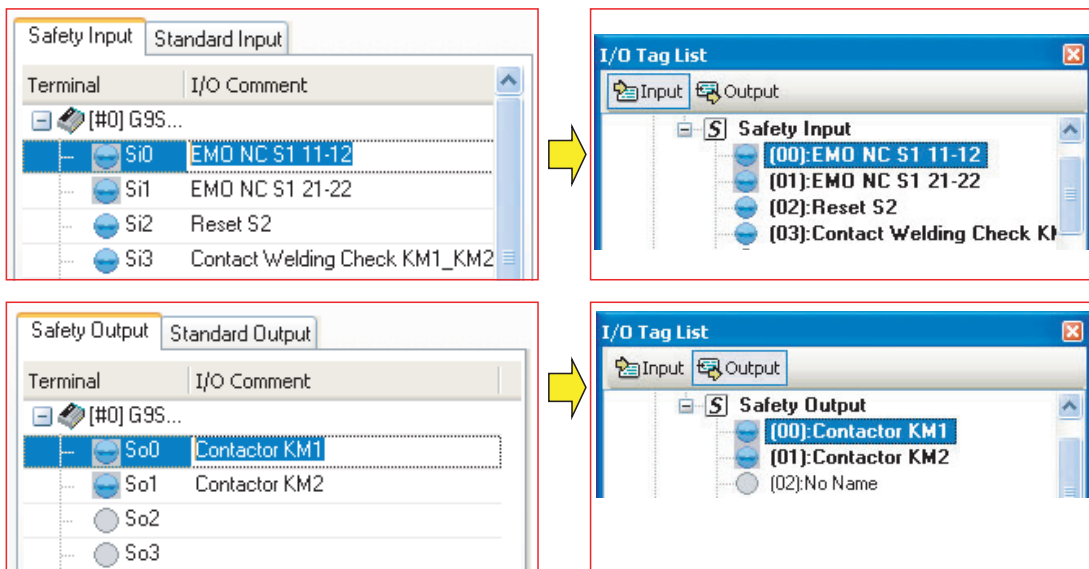 Safety Input Standard Input
Terminal I/O Comment
[#0] G9S...
Si0 EMO NC S1 11-12
Si1 EMO NC S1 21-22
Si2 Reset S2
Si3 Contact Welding Check KM1_KM2
I/O Tag List
Input Output
S Safety Input
(00):EMO NC S1 11-12
(01):EMO NC S1 21-22
(02):Reset S2
(03):Contact Welding Check
Safety Output Standard Output
Terminal I/O Comment
[#0] G9S...
So0 Contactor KM1
So1 Contactor KM2
So2
So3
I/O Tag List
Input Output
S Safety Output
(00):Contactor KM1
(01):Contactor KM2
(02):No Name